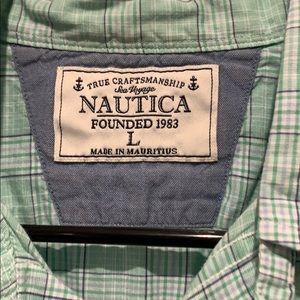 TRUE CRAFTSMANSHIP
Sea Voyage
NAUTICA
FOUNDED 1983
L
MADE IN MAURITIUS